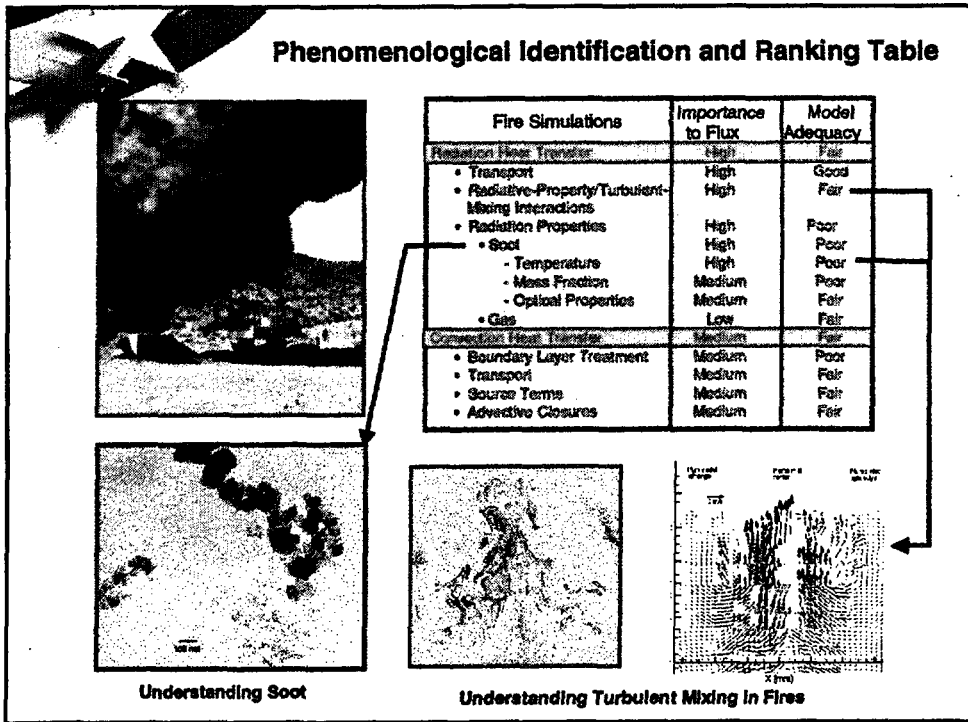 Phenomenological Identification and Ranking Table
Fire Simulations Importance to Flux Model Adequacy
Radiation Heat Transfer High Fair
• Transport High Good
• Radiative-Property/Turbulent- High Fair
Mixing Interactions
• Radiation Properties High Poor
• Soot High Poor
- Temperature High Poor
- Mass Fraction Medium Poor
- Optical Properties Medium Fair
• Gas Low Fair
Convection Heat Transfer Medium Fair
• Boundary Layer Treatment Medium Poor
• Transport Medium Fair
• Source Terms Medium Fair
• Advective Closures Medium Fair
100 nm
X (mm)
Understanding Soot
Understanding Turbulent Mixing in Fires